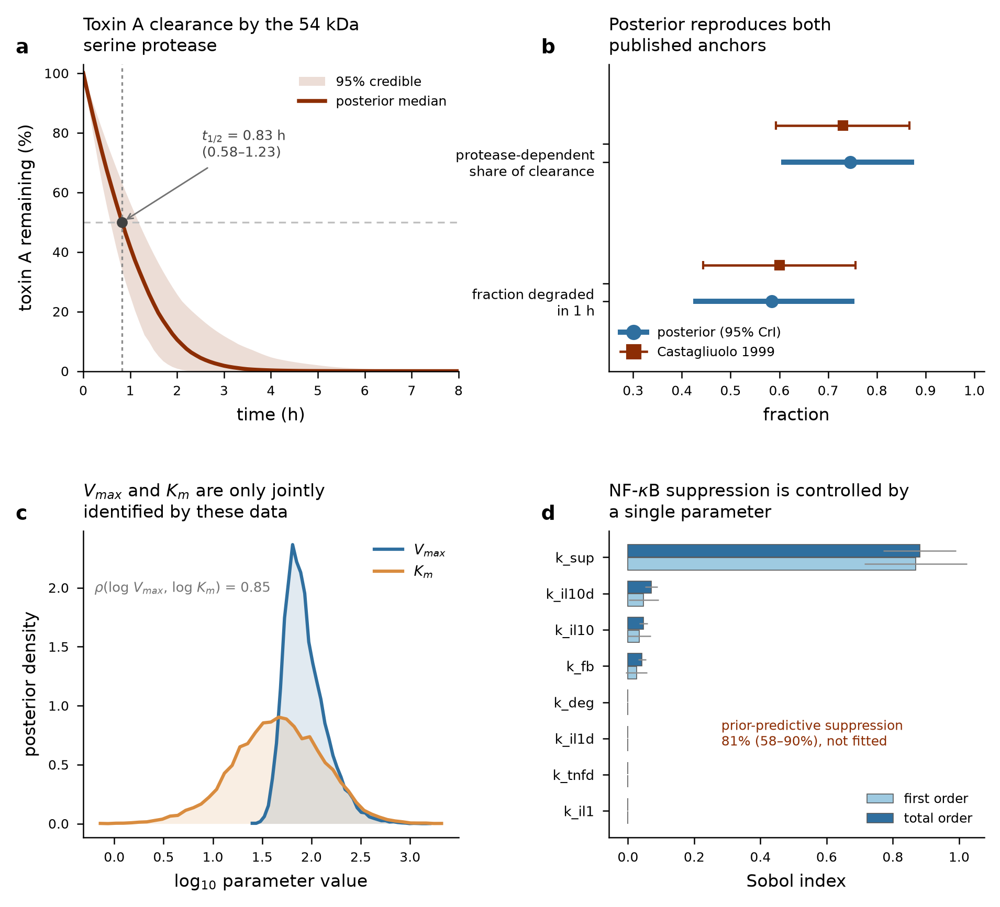 a
Toxin A clearance by the 54 kDa
serine protease
95% credible
posterior median
t1/2 = 0.83 h
(0.58–1.23)
toxin A remaining (%)
100
80
60
40
20
0
0 1 2 3 4 5 6 7 8
time (h)
b
Posterior reproduces both
published anchors
protease-dependent
share of clearance
fraction degraded
in 1 h
posterior (95% CrI)
Castagliuolo 1999
0.3 0.4 0.5 0.6 0.7 0.8 0.9 1.0
fraction
c
Vmax and Km are only jointly
identified by these data
Vmax
Km
ρ(log Vmax, log Km) = 0.85
posterior density
2.0
1.5
1.0
0.5
0.0
0.0 0.5 1.0 1.5 2.0 2.5 3.0
log10 parameter value
d
NF-κB suppression is controlled by
a single parameter
k_sup
k_il10d
k_il10
k_fb
k_deg
k_il1d
k_tnfd
k_il1
prior-predictive suppression
81% (58–90%), not fitted
first order
total order
0.0 0.2 0.4 0.6 0.8 1.0
Sobol index